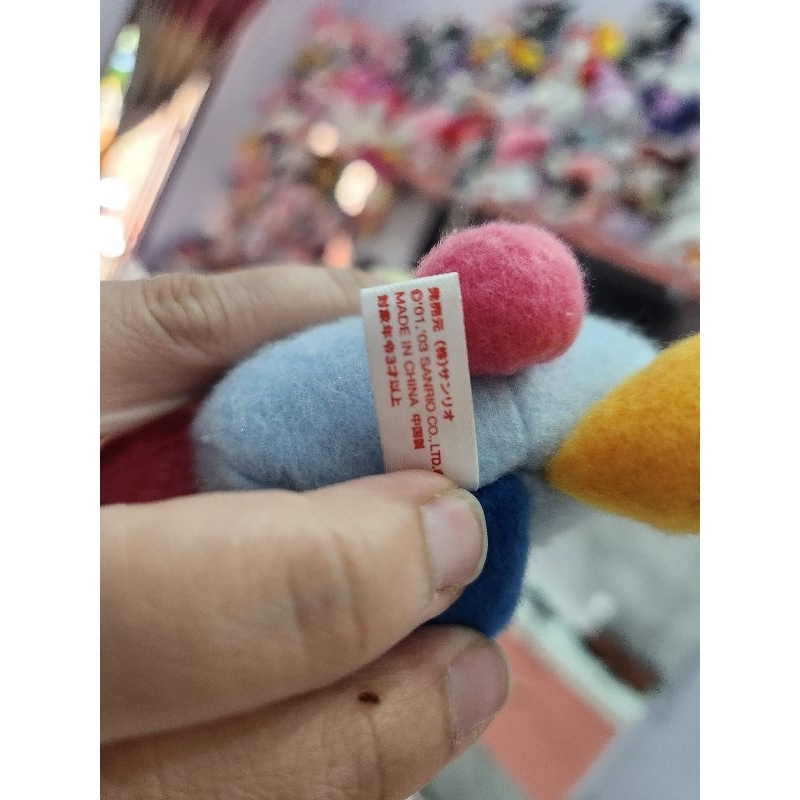 発売元 (株)サンリオ
©'01,'03 SANRIO CO., LTD.
MADE IN CHINA 中国製
対象年令3才以上